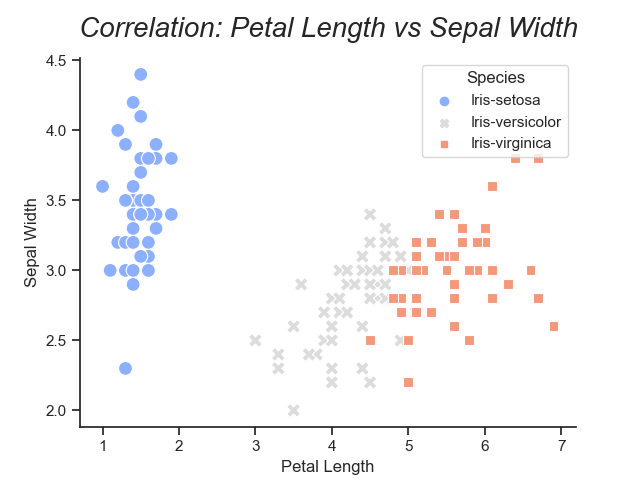 Correlation: Petal Length vs Sepal Width
Species
Iris-setosa
Iris-versicolor
Iris-virginica
Sepal Width
4.5
4.0
3.5
3.0
2.5
2.0
1 2 3 4 5 6 7
Petal Length